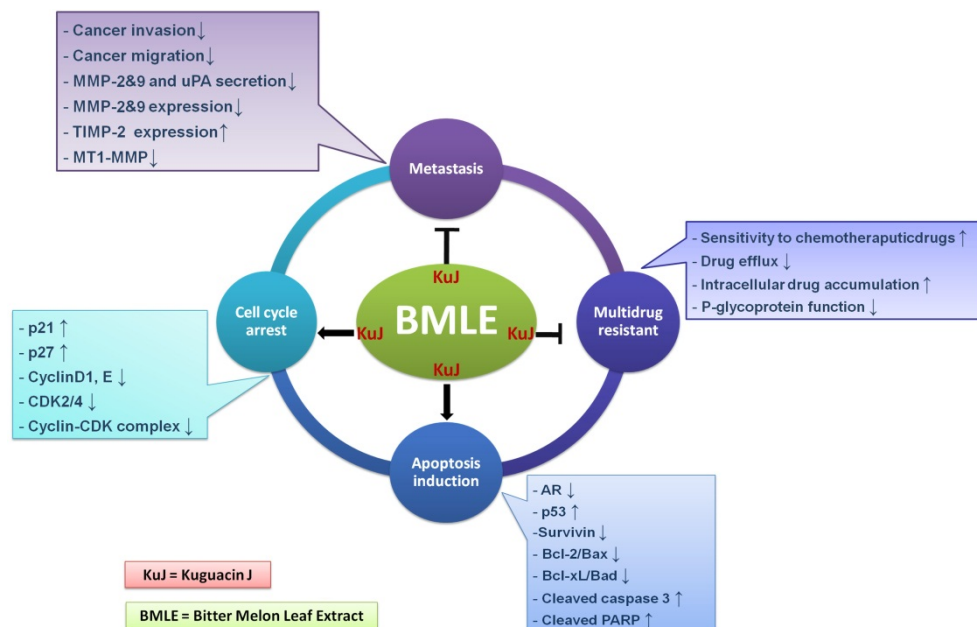 - Cancer invasion↓
- Cancer migration↓
- MMP-2&9 and uPA secretion↓
- MMP-2&9 expression↓
- TIMP-2 expression↑
- MT1-MMP↓
Metastasis
- Sensitivity to chemotheraputicdrugs ↑
- Drug efflux ↓
- Intracellular drug accumulation ↑
- P-glycoprotein function ↓
Multidrug
resistant
KuJ
BMLE
KuJ
KuJ
KuJ
Cell cycle
arrest
- p21 ↑
- p27 ↑
- CyclinD1, E ↓
- CDK2/4 ↓
- Cyclin-CDK complex ↓
Apoptosis
induction
- AR ↓
- p53 ↑
-Survivin ↓
- Bcl-2/Bax ↓
- Bcl-xL/Bad ↓
- Cleaved caspase 3 ↑
- Cleaved PARP ↑
KuJ = Kuguacin J
BMLE = Bitter Melon Leaf Extract